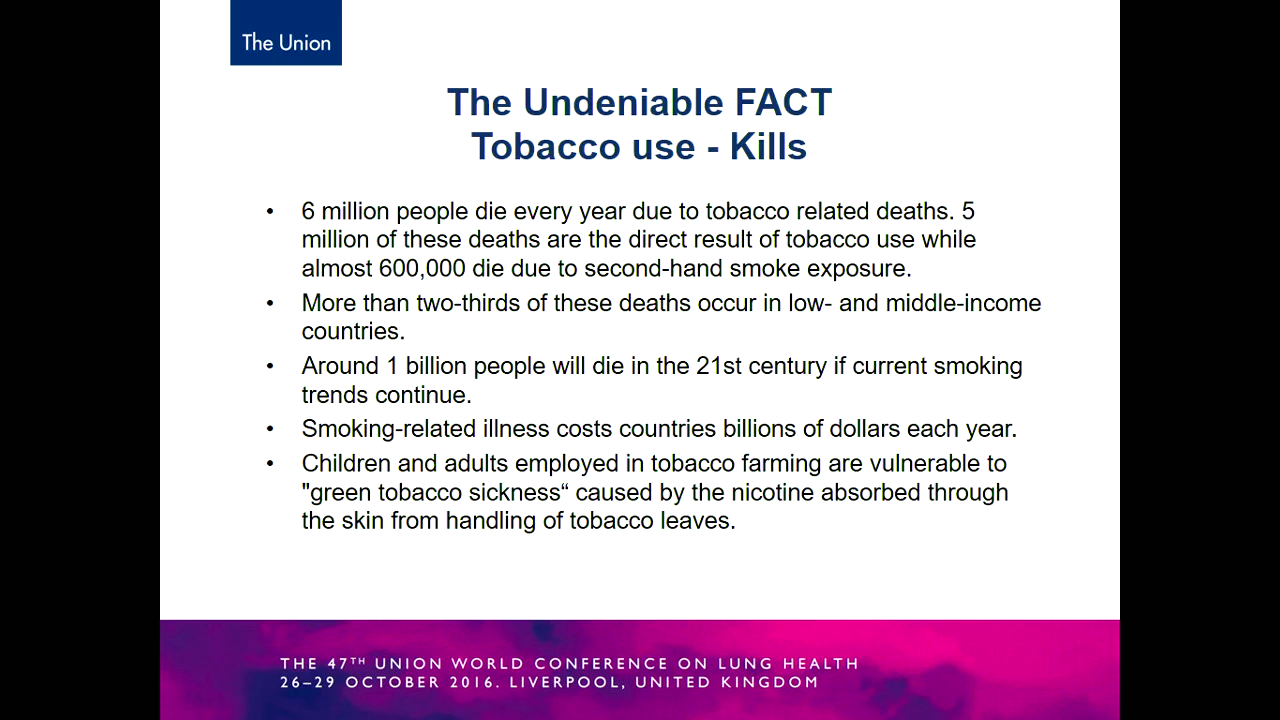 The Union
The Undeniable FACT
Tobacco use - Kills
• 6 million people die every year due to tobacco related deaths. 5
million of these deaths are the direct result of tobacco use while
almost 600,000 die due to second-hand smoke exposure.
• More than two-thirds of these deaths occur in low- and middle-income
countries.
• Around 1 billion people will die in the 21st century if current smoking
trends continue.
• Smoking-related illness costs countries billions of dollars each year.
• Children and adults employed in tobacco farming are vulnerable to
"green tobacco sickness“ caused by the nicotine absorbed through
the skin from handling of tobacco leaves.
THE 47TH UNION WORLD CONFERENCE ON LUNG HEALTH
26–29 OCTOBER 2016. LIVERPOOL, UNITED KINGDOM